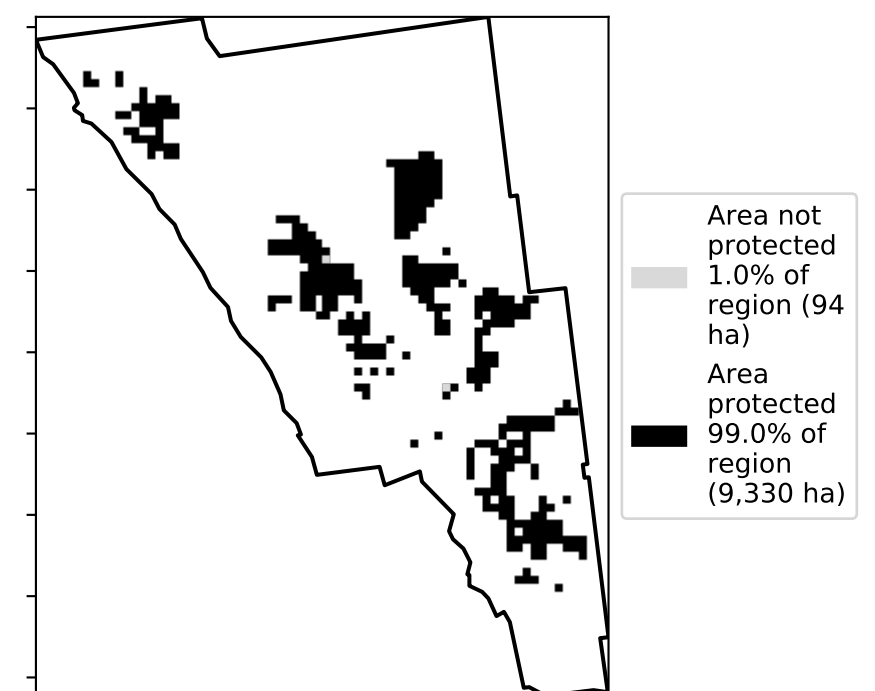 Area not
protected
1.0% of
region (94
ha)
Area
protected
99.0% of
region
(9,330 ha)